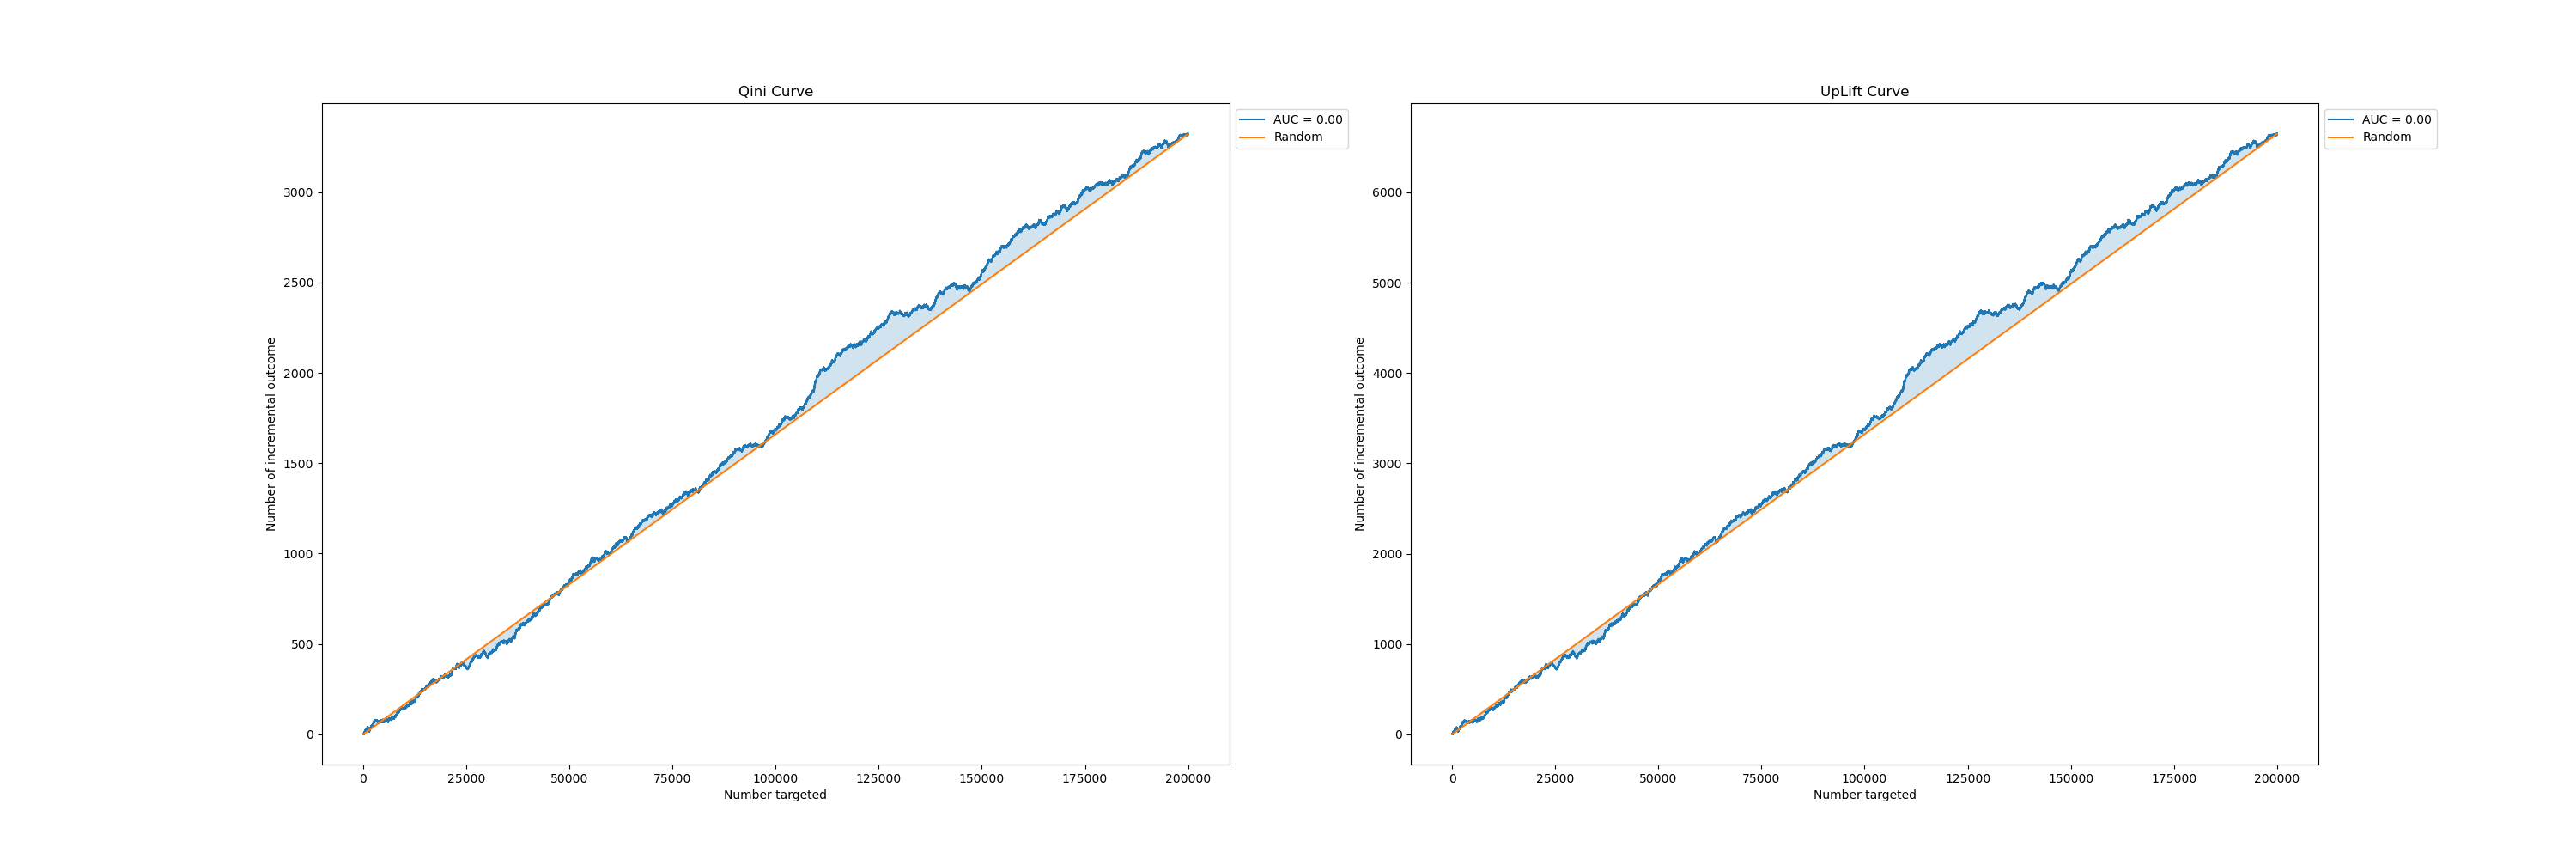 Qini Curve
AUC = 0.00
Random
Number of incremental outcome
3000
2500
2000
1500
1000
500
0
0 25000 50000 75000 100000 125000 150000 175000 200000
Number targeted
UpLift Curve
AUC = 0.00
Random
Number of incremental outcome
6000
5000
4000
3000
2000
1000
0
0 25000 50000 75000 100000 125000 150000 175000 200000
Number targeted